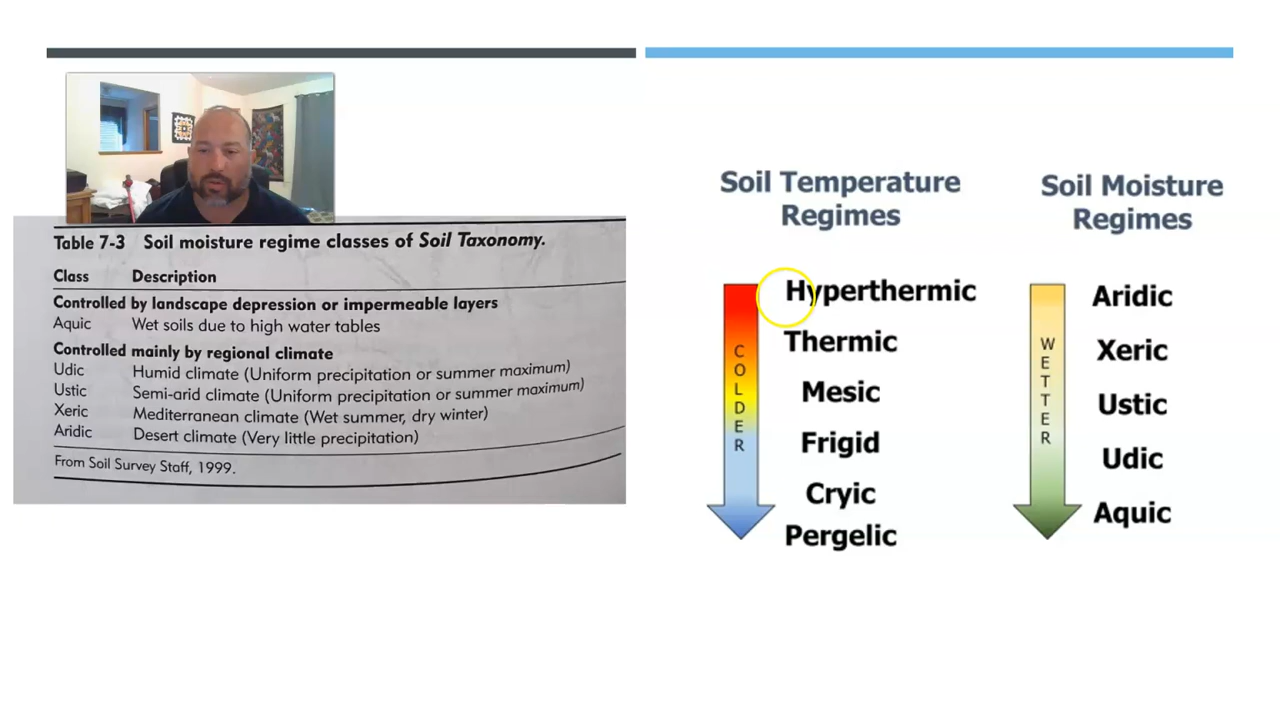 Table 7-3 Soil moisture regime classes of Soil Taxonomy.
Class Description
Controlled by landscape depression or impermeable layers
Aquic Wet soils due to high water tables
Controlled mainly by regional climate
Udic Humid climate (Uniform precipitation or summer maximum)
Ustic Semi-arid climate (Uniform precipitation or summer maximum)
Xeric Mediterranean climate (Wet summer, dry winter)
Aridic Desert climate (Very little precipitation)
From Soil Survey Staff, 1999.
Soil Temperature
Regimes
COLDER
Hyperthermic
Thermic
Mesic
Frigid
Cryic
Pergelic
Soil Moisture
Regimes
WETTER
Aridic
Xeric
Ustic
Udic
Aquic